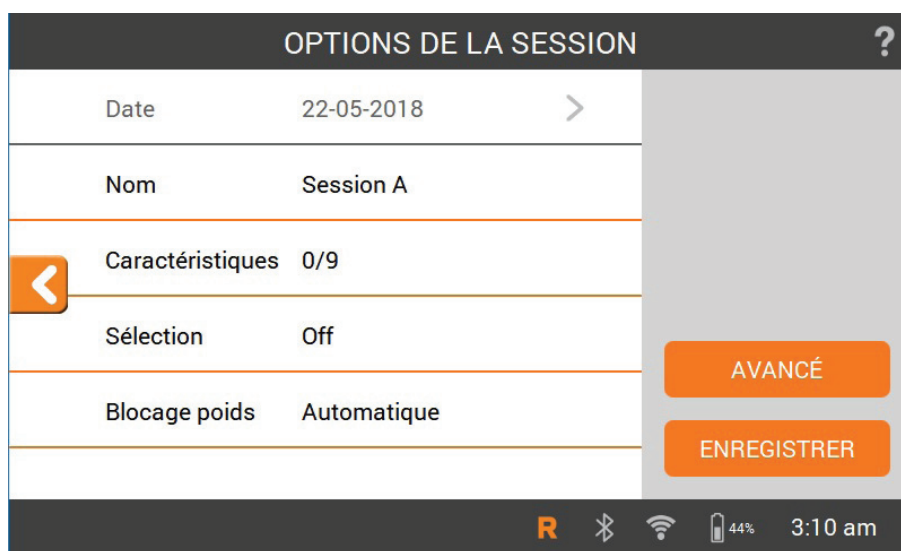 OPTIONS DE LA SESSION ?
Date 22-05-2018
Nom Session A
Caractéristiques 0/9
Sélection Off
Blocage poids Automatique
AVANCÉ
ENREGISTRER
R 44% 3:10 am